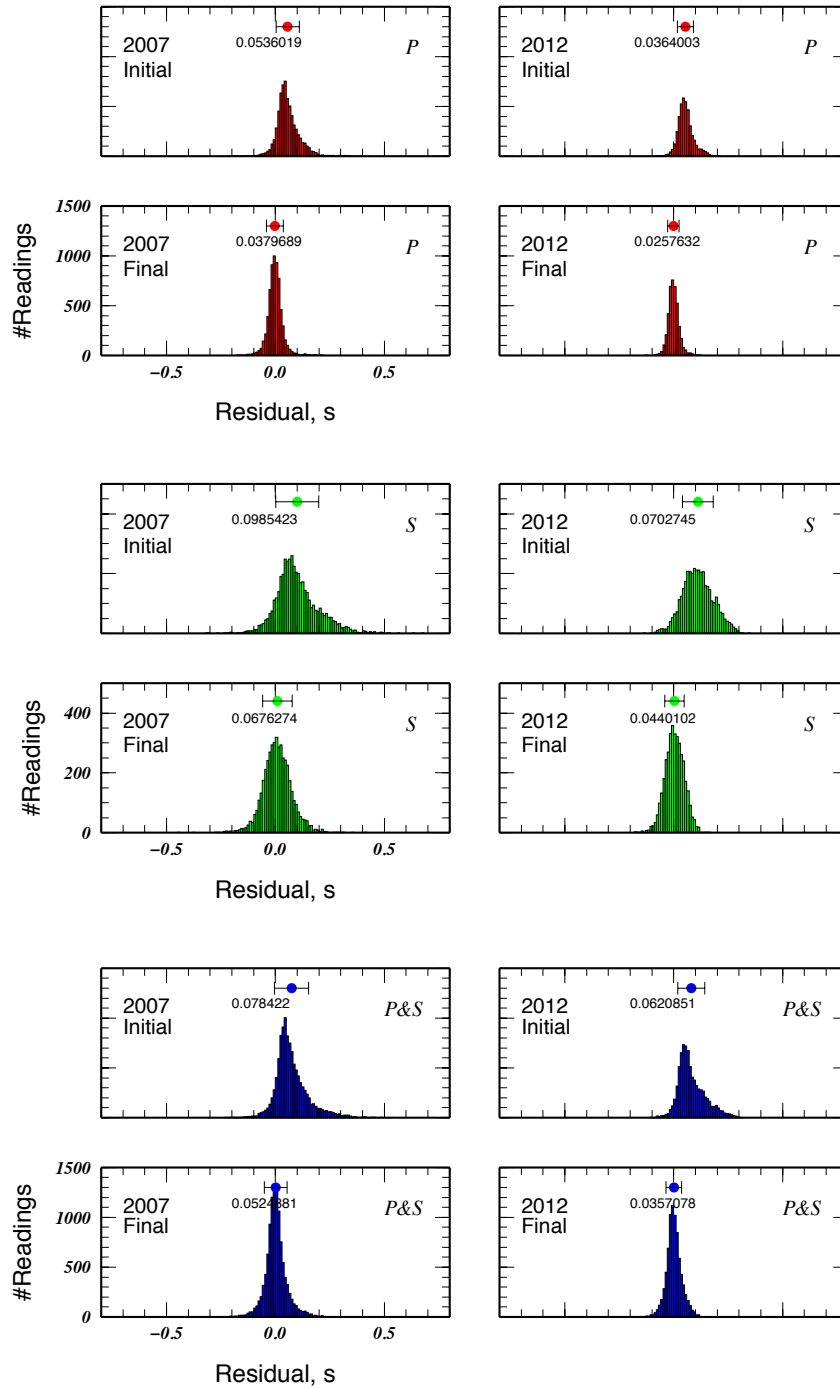 2007
Initial
0.0536019
P
2012
Initial
0.0364003
P
1500
1000
500
0
#Readings
2007
Final
0.0379689
P
2012
Final
0.0257632
P
−0.5 0.0 0.5
Residual, s
2007
Initial
0.0985423
S
2012
Initial
0.0702745
S
400
200
0
#Readings
2007
Final
0.0676274
S
2012
Final
0.0440102
S
−0.5 0.0 0.5
Residual, s
2007
Initial
0.078422
P&S
2012
Initial
0.0620851
P&S
1500
1000
500
0
#Readings
2007
Final
P&S
2012
Final
0.0357078
P&S
−0.5 0.0 0.5
Residual, s